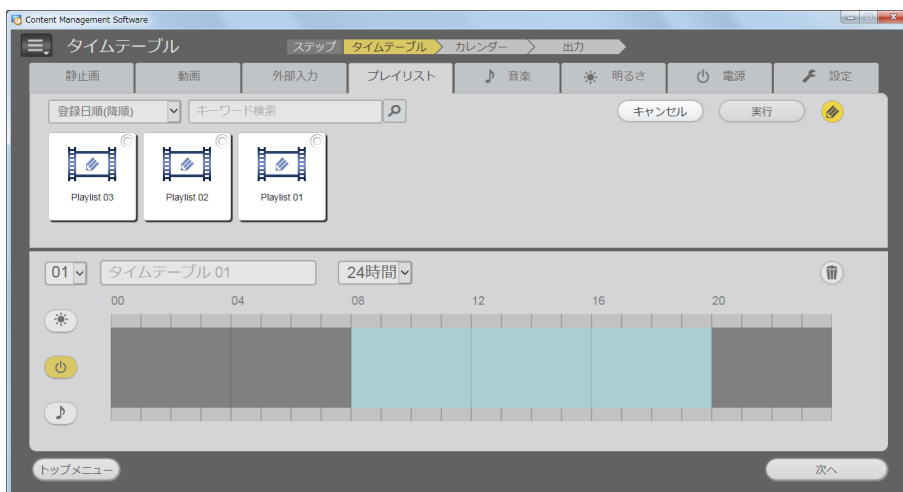 Content Management Software
タイムテーブル
ステップ タイムテーブル カレンダー 出力
静止画 動画 外部入力 プレイリスト 音楽 明るさ 電源 設定
登録日順(降順) キーワード検索 キャンセル 実行
Playlist 03 Playlist 02 Playlist 01
01 タイムテーブル 01 24時間
00 04 08 12 16 20
トップメニュー 次へ